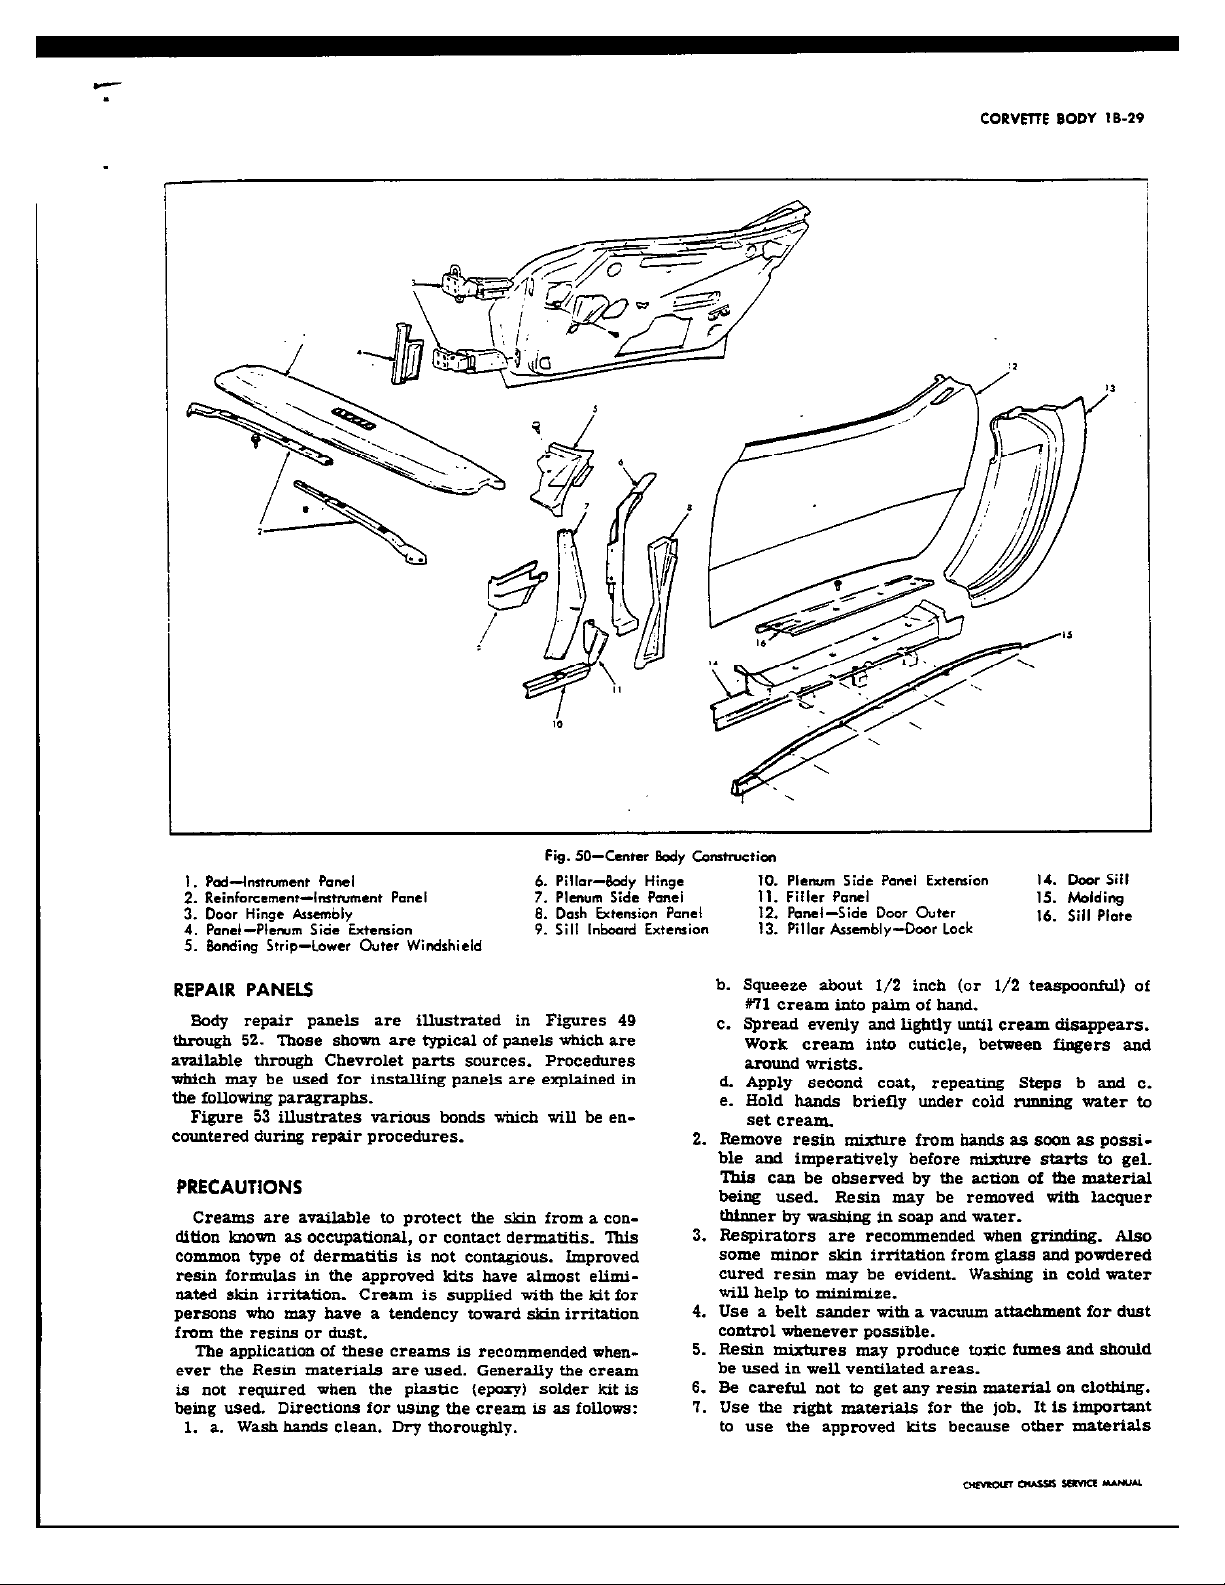 CORVETTE BODY 1B-29
3
4
5
6
7
8
10
11
12
13
14
15
16
Fig. 50—Center Body Construction
1. Pad—Instrument Panel
2. Reinforcement—Instrument Panel
3. Door Hinge Assembly
4. Panel—Plenum Side Extension
5. Bonding Strip—Lower Outer Windshield
6. Pillar—Body Hinge
7. Plenum Side Panel
8. Dash Extension Panel
9. Sill Inboard Extension
10. Plenum Side Panel Extension
11. Filler Panel
12. Panel—Side Door Outer
13. Pillar Assembly—Door Lock
14. Door Sill
15. Molding
16. Sill Plate
REPAIR PANELS
Body repair panels are illustrated in Figures 49
through 52. Those shown are typical of panels which are
available through Chevrolet parts sources. Procedures
which may be used for installing panels are explained in
the following paragraphs.
Figure 53 illustrates various bonds which will be en-
countered during repair procedures.
PRECAUTIONS
Creams are available to protect the skin from a con-
dition known as occupational, or contact dermatitis. This
common type of dermatitis is not contagious. Improved
resin formulas in the approved kits have almost elimi-
nated skin irritation. Cream is supplied with the kit for
persons who may have a tendency toward skin irritation
from the resins or dust.
The application of these creams is recommended when-
ever the Resin materials are used. Generally the cream
is not required when the plastic (epoxy) solder kit is
being used. Directions for using the cream is as follows:
1. a. Wash hands clean. Dry thoroughly.
b. Squeeze about 1/2 inch (or 1/2 teaspoonful) of
#71 cream into palm of hand.
c. Spread evenly and lightly until cream disappears.
Work cream into cuticle, between fingers and
around wrists.
d. Apply second coat, repeating Steps b and c.
e. Hold hands briefly under cold running water to
set cream.
2. Remove resin mixture from hands as soon as possi-
ble and imperatively before mixture starts to gel.
This can be observed by the action of the material
being used. Resin may be removed with lacquer
thinner by washing in soap and water.
3. Respirators are recommended when grinding. Also
some minor skin irritation from glass and powdered
cured resin may be evident. Washing in cold water
will help to minimize.
4. Use a belt sander with a vacuum attachment for dust
control whenever possible.
5. Resin mixtures may produce toxic fumes and should
be used in well ventilated areas.
6. Be careful not to get any resin material on clothing.
7. Use the right materials for the job. It is important
to use the approved kits because other materials
CHEVROLET CHASSIS SERVICE MANUAL